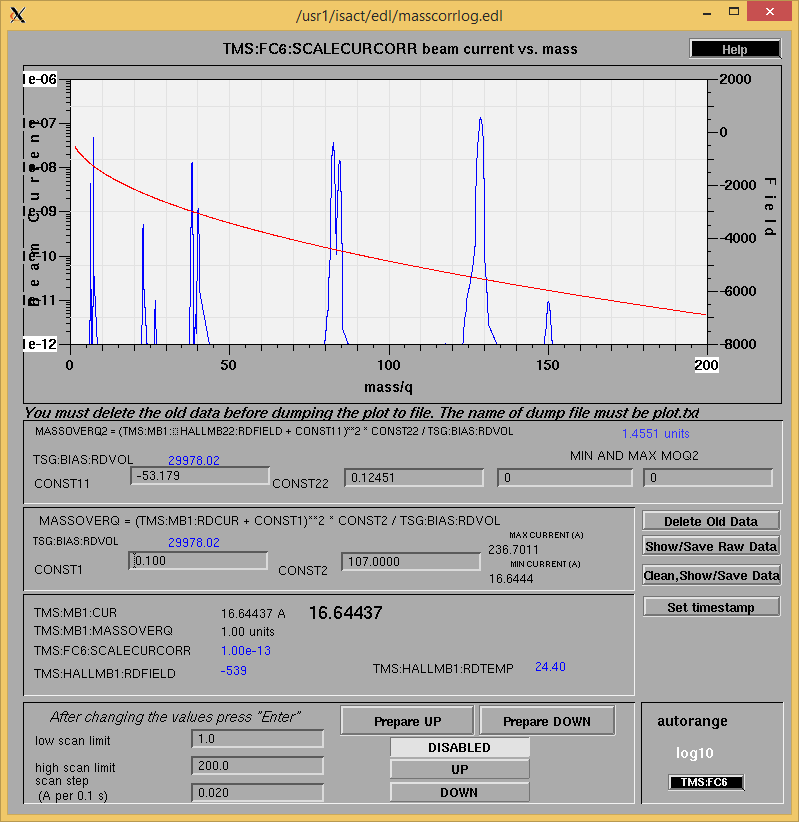 /usr1/isact/edl/masscorrlog.edl
TMS:FC6:SCALECURCORR beam current vs. mass
Help
1e-06
1e-07
1e-08
1e-09
1e-10
1e-11
1e-12
Beam Current
2000
0
-2000
-4000
-6000
-8000
Field
0 50 100 150 200
mass/q
You must delete the old data before dumping the plot to file. The name of dump file must be plot.txt
MASSOVERQ2 = (TMS:MB1: HALLMB22:RDFIELD + CONST11)**2 * CONST22 / TSG:BIAS:RDVOL
1.4551 units
TSG:BIAS:RDVOL 29978.02
MIN AND MAX MOQ2
CONST11 -53.179 CONST22 0.12451 0 0
MASSOVERQ = (TMS:MB1:RDCUR + CONST1)**2 * CONST2 / TSG:BIAS:RDVOL
TSG:BIAS:RDVOL 29978.02
MAX CURRENT (A)
236.7011
CONST1 0.100 CONST2 107.0000
MIN CURRENT (A)
16.6444
Delete Old Data
Show/Save Raw Data
Clean,Show/Save Data
Set timestamp
TMS:MB1:CUR 16.64437 A 16.64437
TMS:MB1:MASSOVERQ 1.00 units
TMS:FC6:SCALECURCORR 1.00e-13
TMS:HALLMB1:RDFIELD -539
TMS:HALLMB1:RDTEMP 24.40
After changing the values press "Enter"
low scan limit 1.0
high scan limit 200.0
scan step
(A per 0.1 s) 0.020
Prepare UP
Prepare DOWN
DISABLED
UP
DOWN
autorange
log10
TMS:FC6